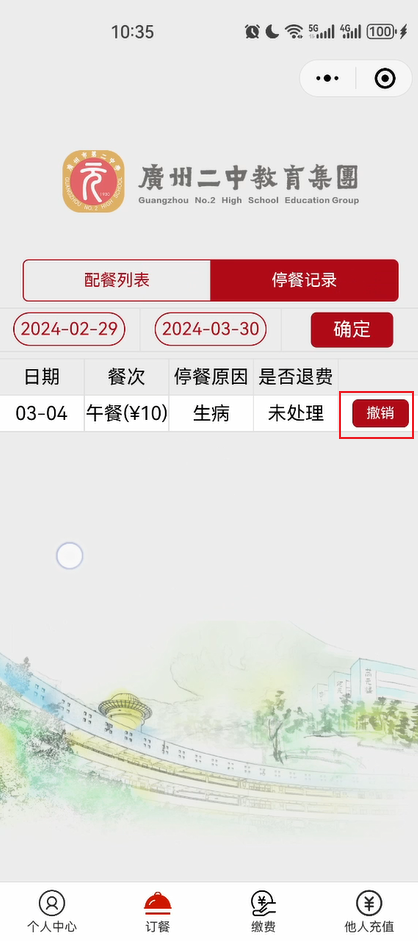 10:35
5G 4G 100
廣州二中教育集團
Guangzhou No.2 High School Education Group
配餐列表 停餐记录
2024-02-29 2024-03-30 确定
日期 餐次 停餐原因 是否退费
03-04 午餐(¥10) 生病 未处理 撤销
个人中心 订餐 缴费 他人充值